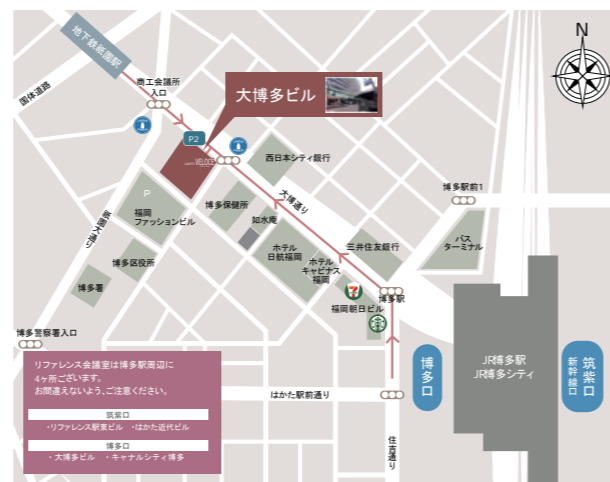 地下鉄祇園駅
国体道路
商工会議所
入口
大博多ビル
N
P2
VELOCE
西日本シティ銀行
大博通り
博多駅前1
P
福岡
ファッションビル
博多保健所
如水庵
祇園大通り
博多区役所
博多署
ホテル
日航福岡
ホテル
キャビナス
福岡
三井住友銀行
バス
ターミナル
福岡朝日ビル
博多駅
博多警察署入口
リファレンス会議室は博多駅周辺に
4ヶ所ございます。
お間違えないよう、ご注意ください。
筑紫口
・リファレンス駅東ビル ・はかた近代ビル
博多口
・大博多ビル ・キャナルシティ博多
はかた駅前通り
住吉通り
博多口
JR博多駅
JR博多シティ
筑紫口
新幹線口